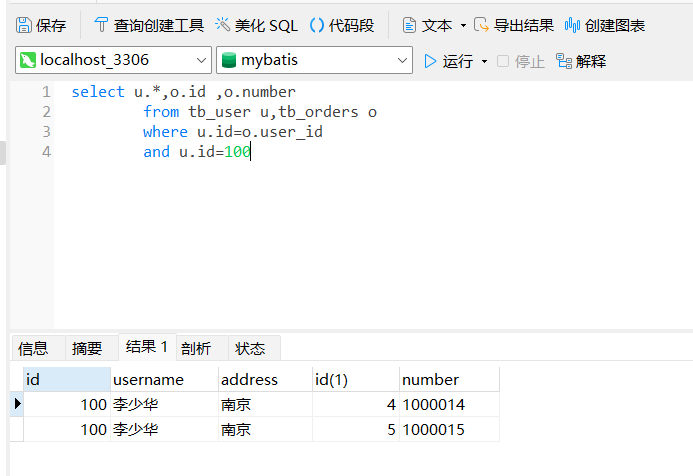 保存 查询创建工具 美化 SQL () 代码段 文本 导出结果 创建图表
localhost_3306 mybatis 运行 停止 解释
1 select u.*,o.id ,o.number
2 from tb_user u,tb_orders o
3 where u.id=o.user_id
4 and u.id=100
信息 摘要 结果 1 剖析 状态
id username address id(1) number
100 李少华 南京 4 1000014
100 李少华 南京 5 1000015